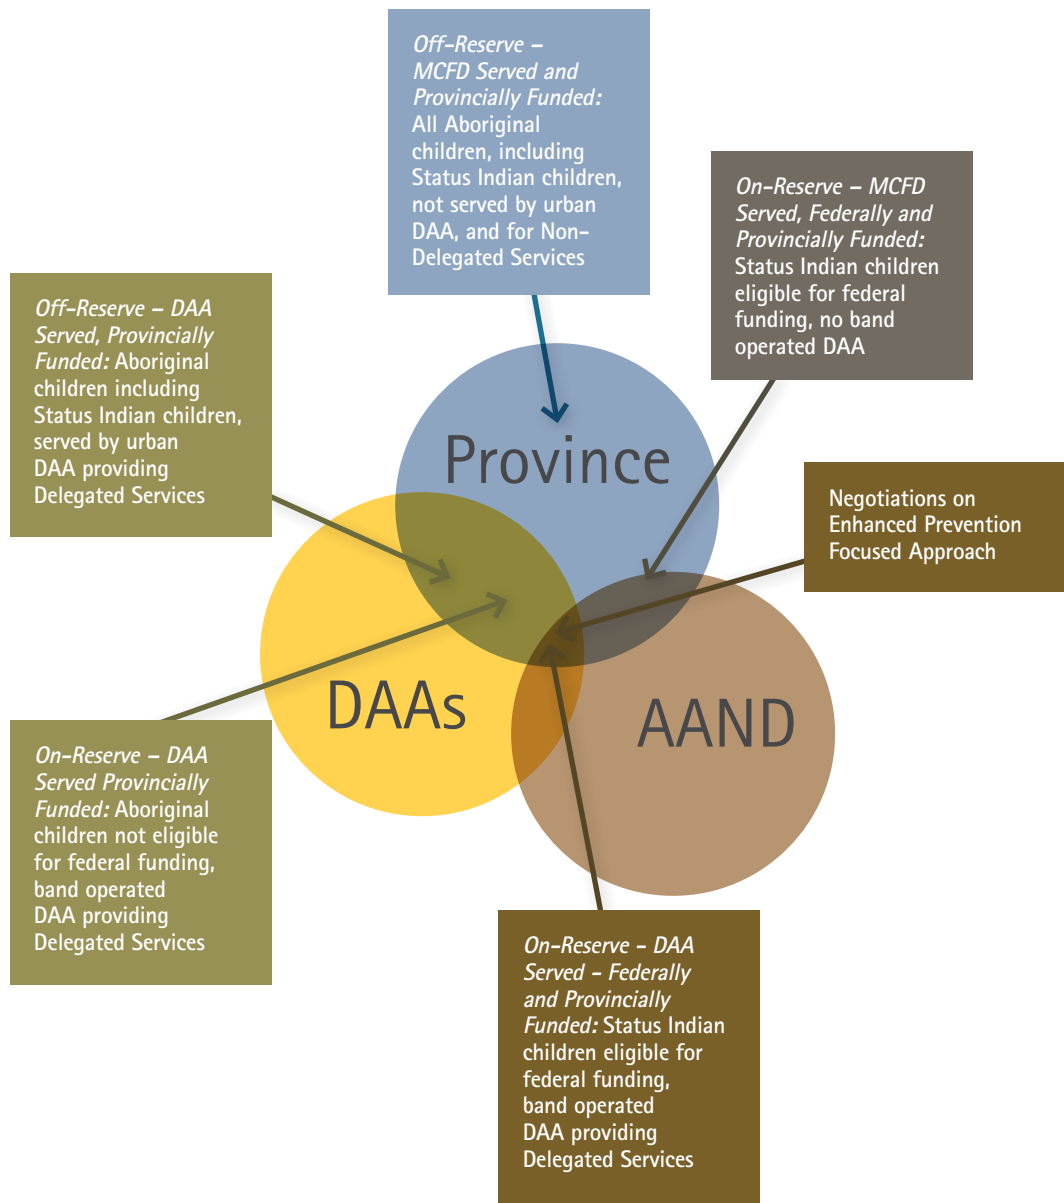 Off-Reserve –
MCFD Served and
Provincially Funded:
All Aboriginal
children, including
Status Indian children,
not served by urban
DAA, and for Non-
Delegated Services
On-Reserve – MCFD
Served, Federally and
Provincially Funded:
Status Indian children
eligible for federal
funding, no band
operated DAA
Off-Reserve – DAA
Served, Provincially
Funded: Aboriginal
children including
Status Indian children,
served by urban
DAA providing
Delegated Services
Province
Negotiations on
Enhanced Prevention
Focused Approach
DAAs
AAND
On-Reserve – DAA
Served Provincially
Funded: Aboriginal
children not eligible
for federal funding,
band operated
DAA providing
Delegated Services
On-Reserve - DAA
Served - Federally
and Provincially
Funded: Status Indian
children eligible for
federal funding,
band operated
DAA providing
Delegated Services